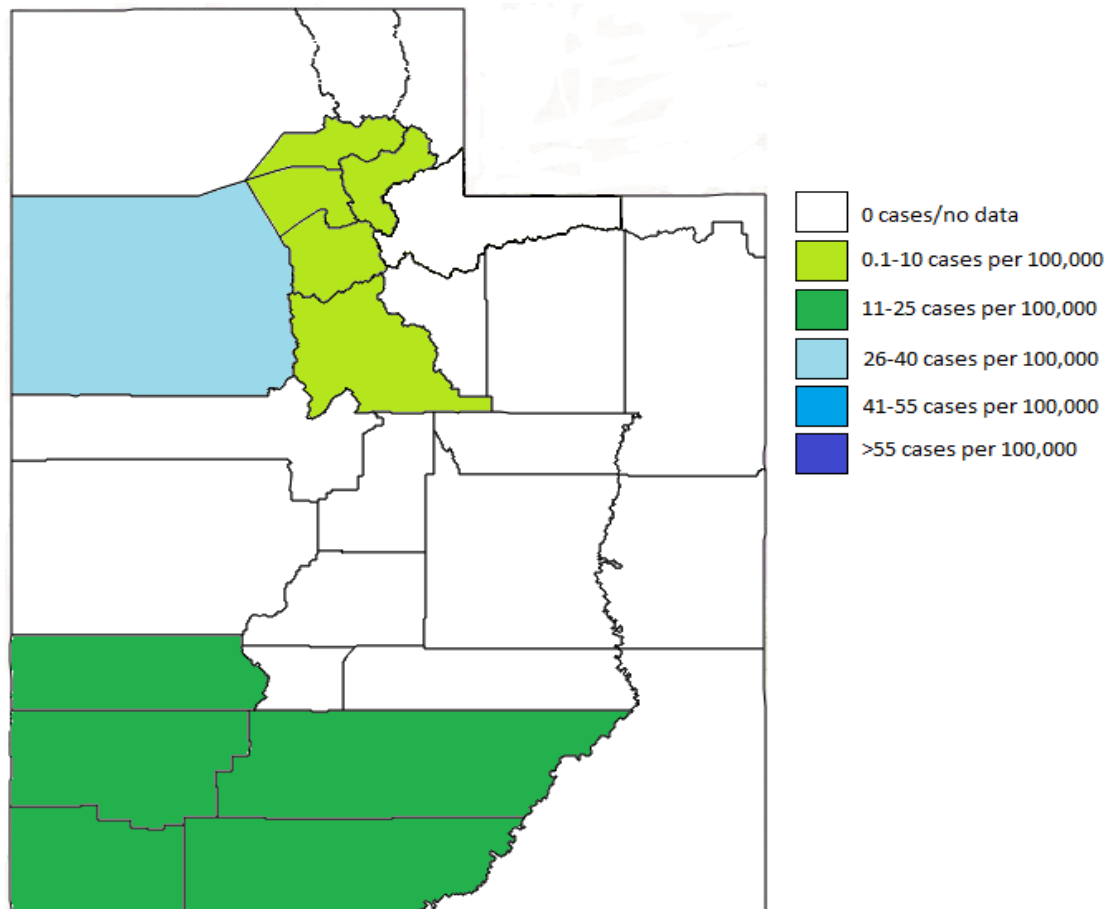 0 cases/no data
0.1-10 cases per 100,000
11-25 cases per 100,000
26-40 cases per 100,000
41-55 cases per 100,000
>55 cases per 100,000